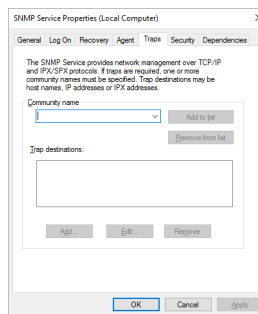 SNMP Service Properties (Local Computer)
General Log On Recovery Agent Traps Security Dependencies
The SNMP Service provides network management over TCP/IP
and IPX/SPX protocols. If traps are required, one or more
community names must be specified. Trap destinations may be
host names, IP addresses or IPX addresses.
Community name
Add to list
Remove from list
Trap destinations:
Add... Edit... Remove
OK Cancel Apply